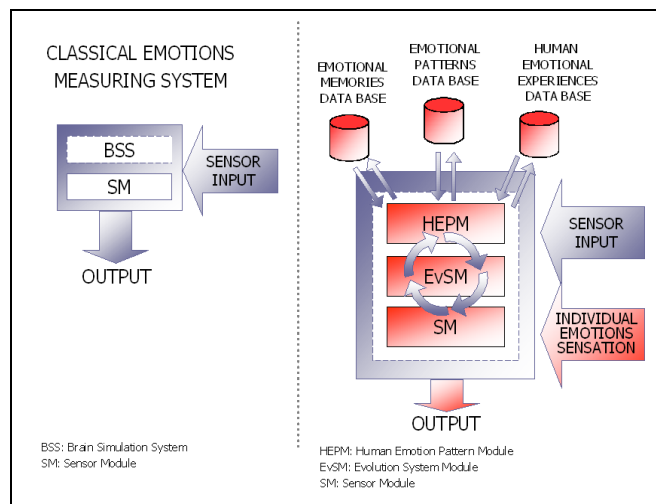 CLASSICAL EMOTIONS
MEASURING SYSTEM
BSS
SM
SENSOR
INPUT
OUTPUT
BSS: Brain Simulation System
SM: Sensor Module
EMOTIONAL
MEMORIES
DATA BASE
EMOTIONAL
PATTERNS
DATA BASE
HUMAN
EMOTIONAL
EXPERIENCES
DATA BASE
HEPM
EvSM
SM
SENSOR
INPUT
INDIVIDUAL
EMOTIONS
SENSATION
OUTPUT
HEPM: Human Emotion Pattern Module
EvSM: Evolution System Module
SM: Sensor Module